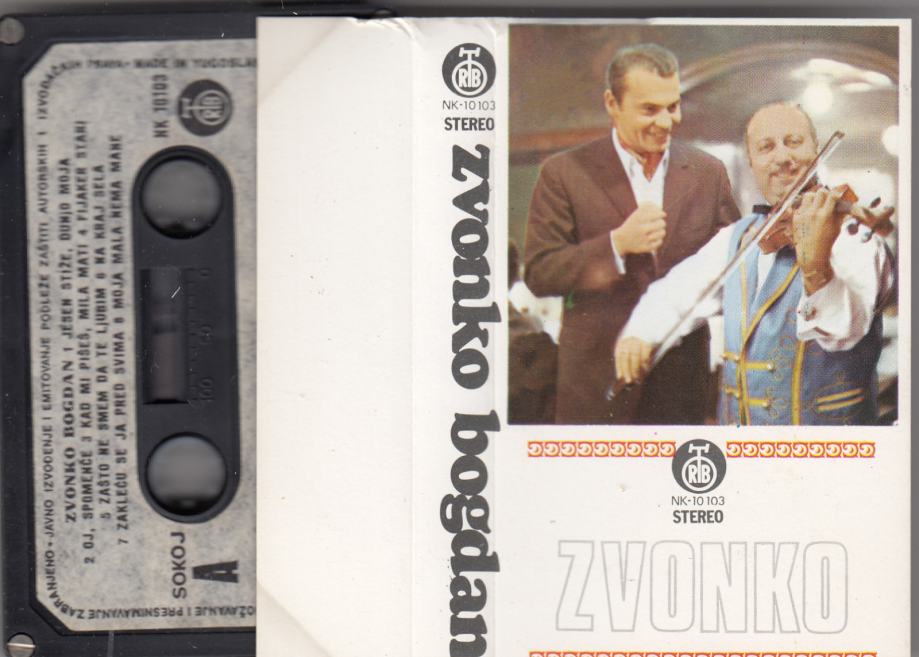 UMNOŽAVANJE I PRESNIMAVANJE ZABRANJENO • JAVNO IZVOĐENJE I EMITOVANJE PODLEŽE ZAŠTITI AUTORSKIH I IZVOĐAČKIH PRAVA • MADE IN YUGOSLAVIA
ZVONKO BOGDAN 1 JESEN STIŽE, DUNJO MOJA
2 OJ, SPOMENČE 3 KAD MI PIŠEŠ, MILA MATI 4 FIJAKER STARI
5 ZAŠTO NE SMEM DA TE LJUBIM 6 NA KRAJ SELA
7 ZAKLEĆU SE JA PRED SVIMA 8 MOJA MALA NEMA MANE
NK 10103
RTB
100 50 0
SOKOJ
A
RTB
NK-10103
STEREO
zvonko bogdan
RTB
NK-10103
STEREO
ZVONKO